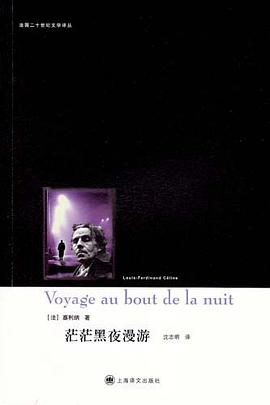 法国二十世纪文学译丛
Louis-Ferdinand Céline
Voyage au bout de la nuit
[法] 塞利纳 著
茫茫黑夜漫游
沈志明 译
上海译文出版社